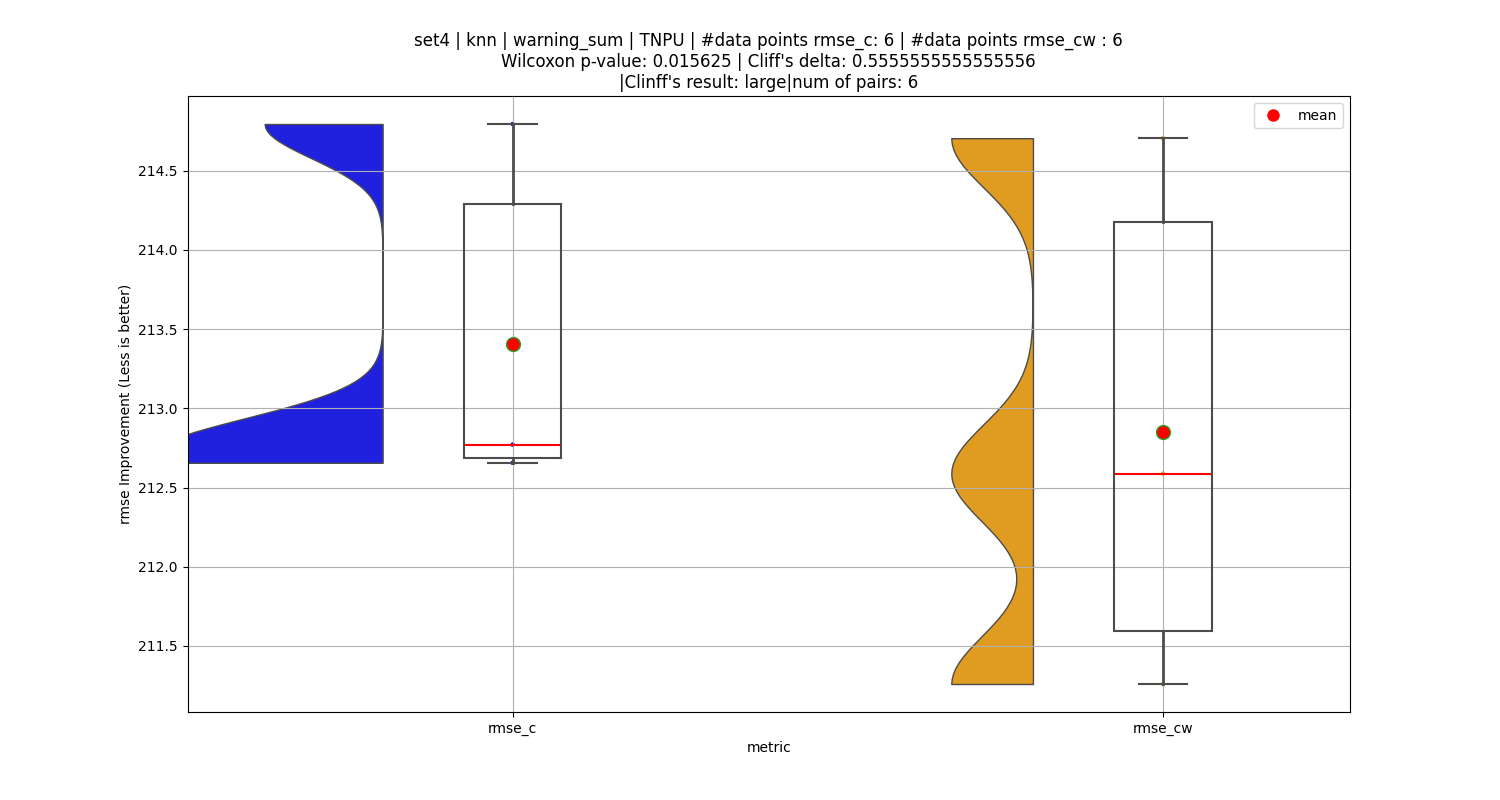 set4 | knn | warning_sum | TNPU | #data points rmse_c: 6 | #data points rmse_cw : 6
Wilcoxon p-value: 0.015625 | Cliff's delta: 0.5555555555555556
|Clinff's result: large|num of pairs: 6
mean
214.5
214.0
213.5
213.0
212.5
212.0
211.5
rmse Improvement (Less is better)
rmse_c
rmse_cw
metric